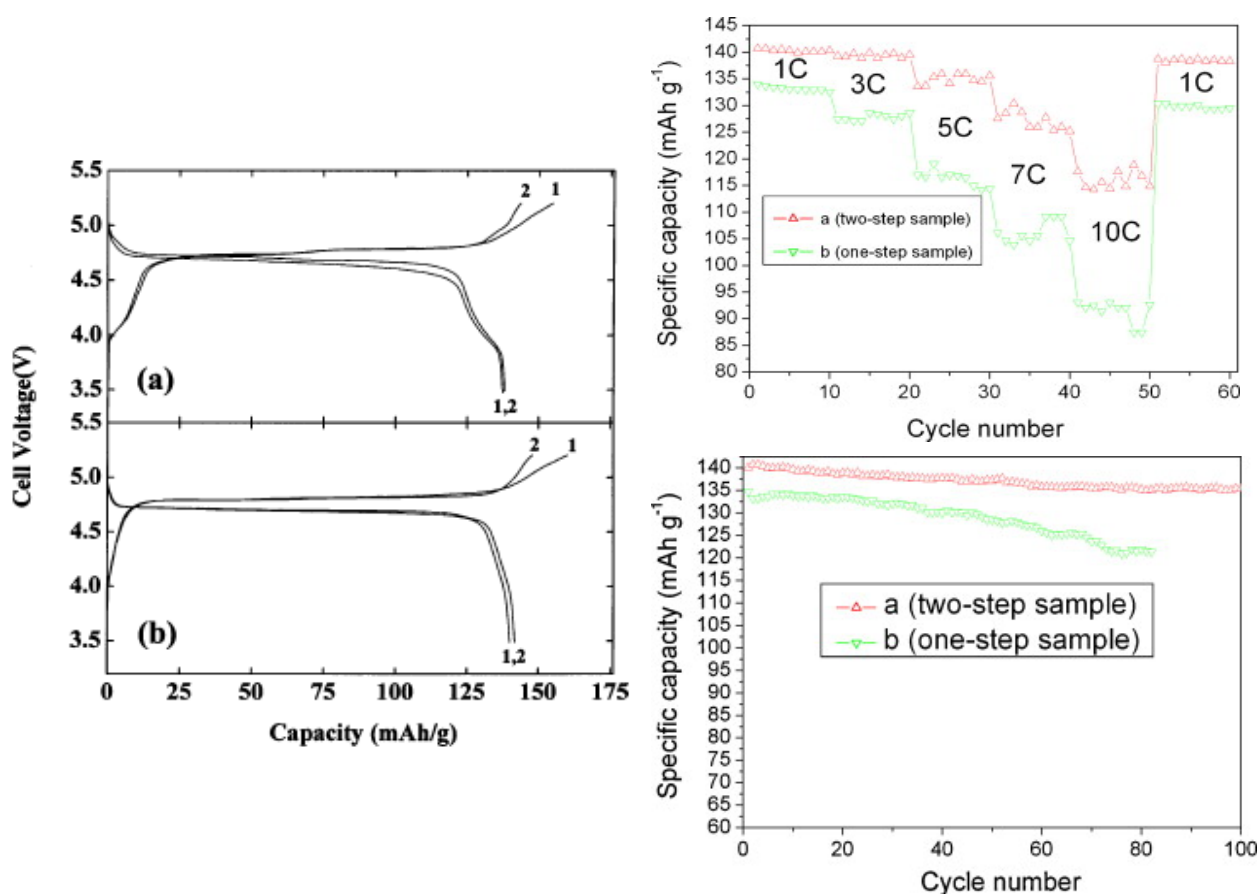 5.5
5.0
4.5
4.0
3.5
5.5
5.0
4.5
4.0
3.5
2 1
(a)
1,2
2 1
(b)
1,2
0 25 50 75 100 125 150 175
Capacity (mAh/g)
Cell Voltage(V)
145
140
135
130
125
120
115
110
105
100
95
90
85
80
1C
3C
5C
7C
10C
1C
a (two-step sample)
b (one-step sample)
0 10 20 30 40 50 60
Cycle number
Specific capacity (mAh g-1)
140
135
130
125
120
115
110
105
100
95
90
85
80
75
70
65
60
a (two-step sample)
b (one-step sample)
0 20 40 60 80 100
Cycle number
Specific capacity (mAh g-1)